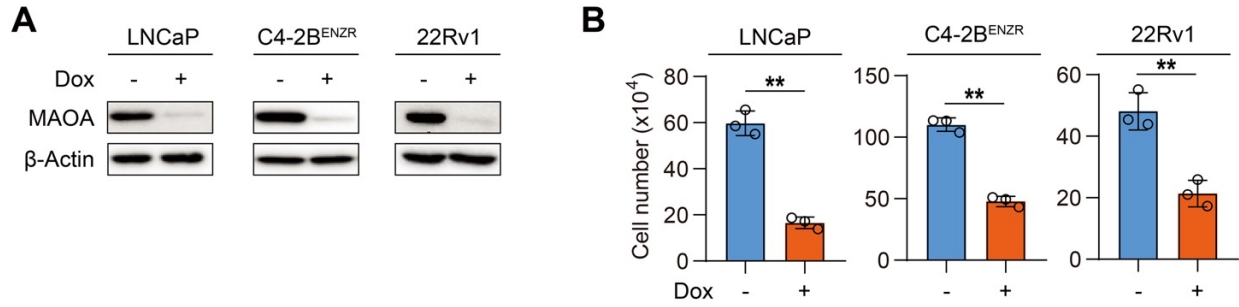 A
LNCaP C4-2Bᴱᴺᶻᴿ 22Rv1
Dox - + - + - +
MAOA
β-Actin
B
LNCaP C4-2Bᴱᴺᶻᴿ 22Rv1
Cell number (x10⁴)
80
60
40
20
0
**
150
100
50
0
**
60
40
20
0
**
Dox - + - + - +